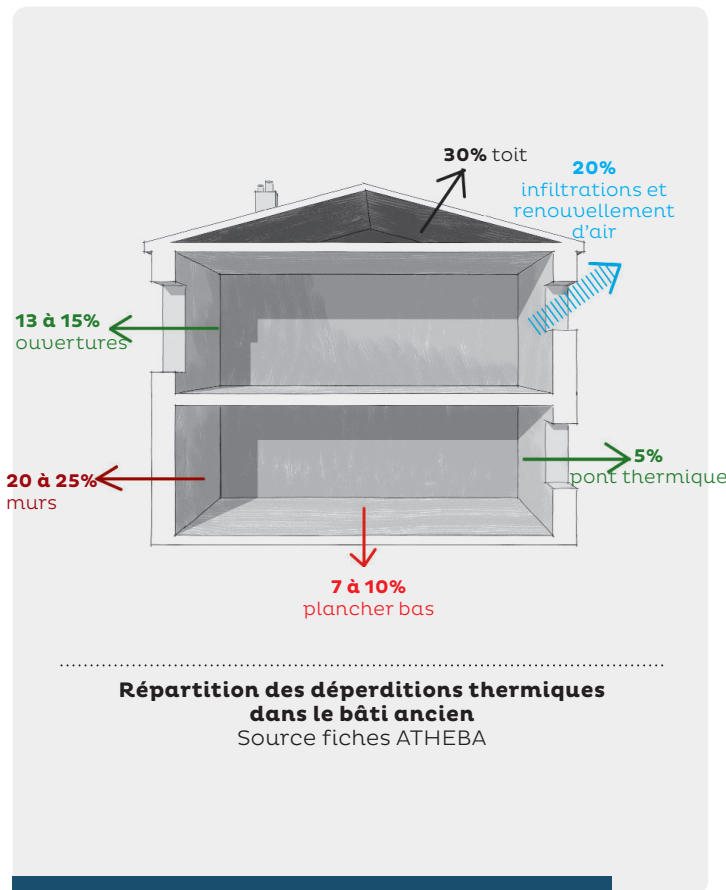 30% toit
20%
infiltrations et
renouvellement
d'air
13 à 15%
ouvertures
5%
pont thermique
20 à 25%
murs
7 à 10%
plancher bas
Répartition des déperditions thermiques
dans le bâti ancien
Source fiches ATHEBA